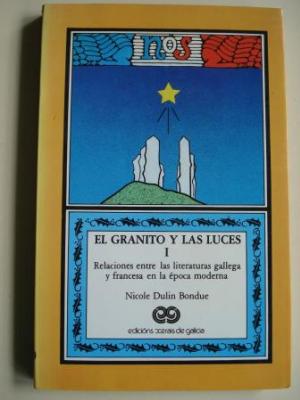 nós
EL GRANITO Y LAS LUCES
I
Relaciones entre las literaturas gallega
y francesa en la época moderna
Nicole Dulin Bondue
edicións xerais de galicia